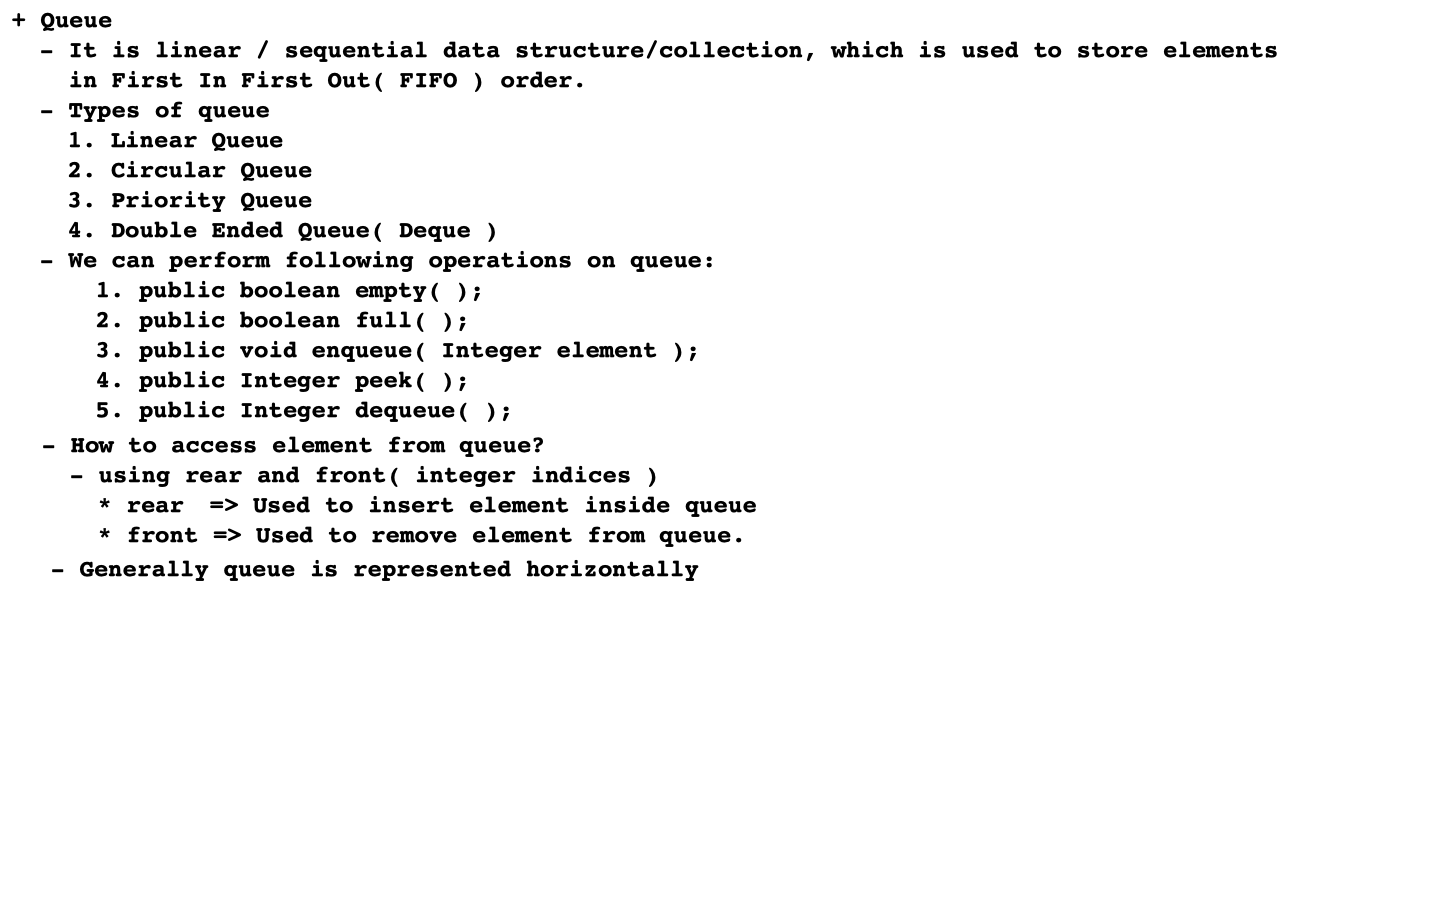 + Queue
- It is linear / sequential data structure/collection, which is used to store elements
in First In First Out( FIFO ) order.
- Types of queue
1. Linear Queue
2. Circular Queue
3. Priority Queue
4. Double Ended Queue( Deque )
- We can perform following operations on queue:
1. public boolean empty( );
2. public boolean full( );
3. public void enqueue( Integer element );
4. public Integer peek( );
5. public Integer dequeue( );
- How to access element from queue?
- using rear and front( integer indices )
* rear  => Used to insert element inside queue
* front => Used to remove element from queue.
- Generally queue is represented horizontally